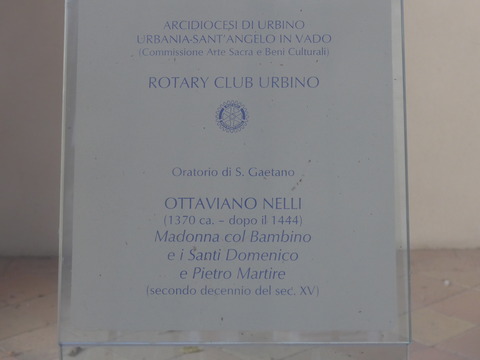 ARCIDIOCESI DI URBINO
URBANIA-SANT'ANGELO IN VADO
(Commissione Arte Sacra e Beni Culturali)
ROTARY CLUB URBINO
Oratorio di S. Gaetano
OTTAVIANO NELLI
(1370 ca. – dopo il 1444)
Madonna col Bambino
e i Santi Domenico
e Pietro Martire
(secondo decennio del sec. XV)